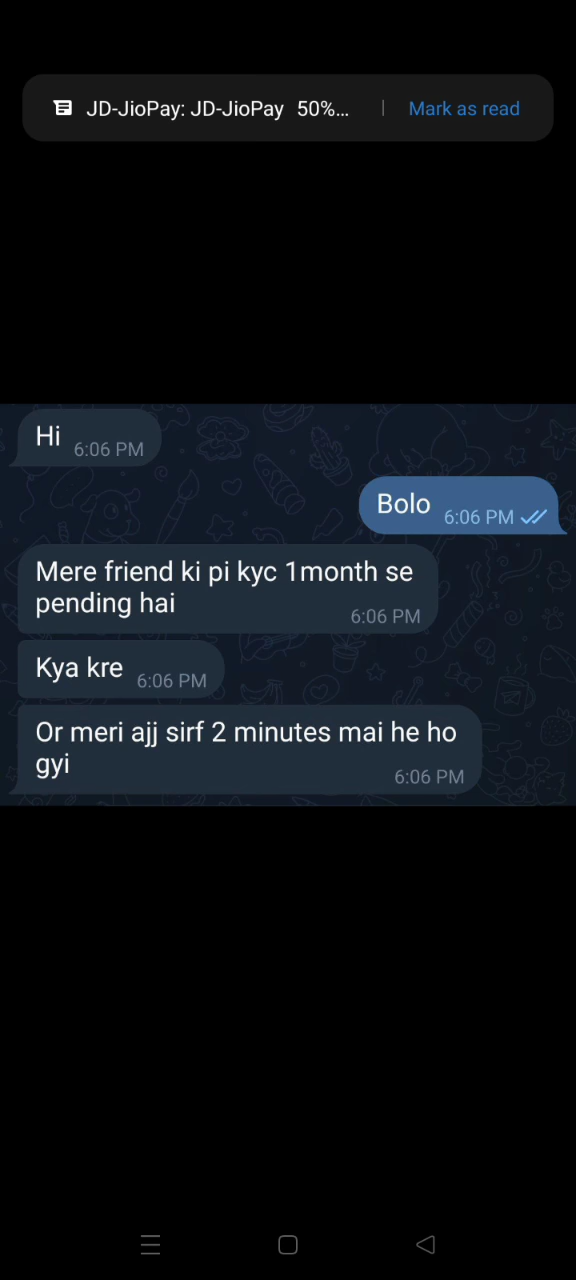 JD-JioPay: JD-JioPay 50%... | Mark as read
Hi 6:06 PM
Bolo 6:06 PM
Mere friend ki pi kyc 1month se
pending hai 6:06 PM
Kya kre 6:06 PM
Or meri ajj sirf 2 minutes mai he ho
gyi 6:06 PM